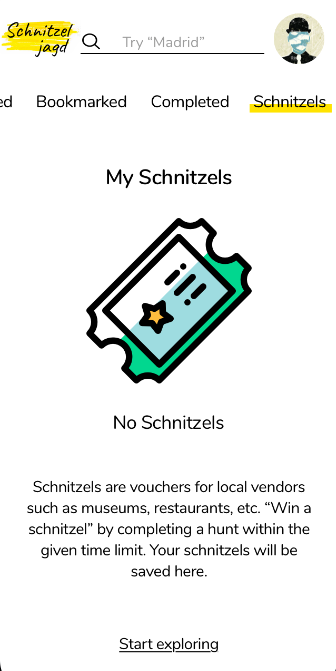 Schnitzel
jagd
Try “Madrid”
ed Bookmarked Completed Schnitzels
My Schnitzels
No Schnitzels
Schnitzels are vouchers for local vendors
such as museums, restaurants, etc. “Win a
schnitzel” by completing a hunt within the
given time limit. Your schnitzels will be
saved here.
Start exploring